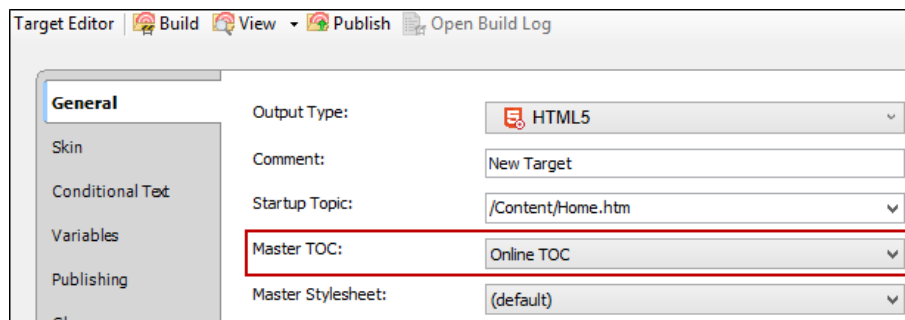 Target Editor Build View Publish Open Build Log
General
Output Type: HTML5
Skin
Comment: New Target
Conditional Text
Startup Topic: /Content/Home.htm
Variables
Master TOC: Online TOC
Publishing
Master Stylesheet: (default)